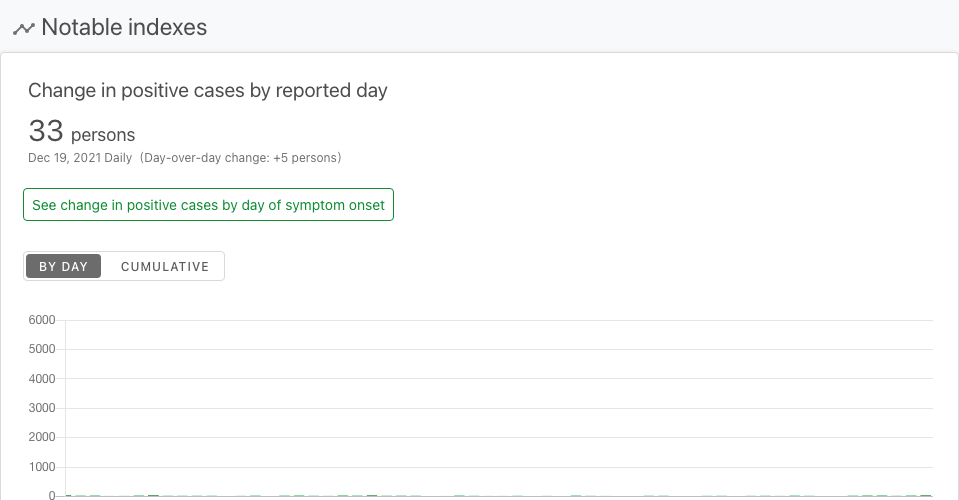 Notable indexes
Change in positive cases by reported day
33 persons
Dec 19, 2021 Daily (Day-over-day change: +5 persons)
See change in positive cases by day of symptom onset
BY DAY CUMULATIVE
6000
5000
4000
3000
2000
1000
0